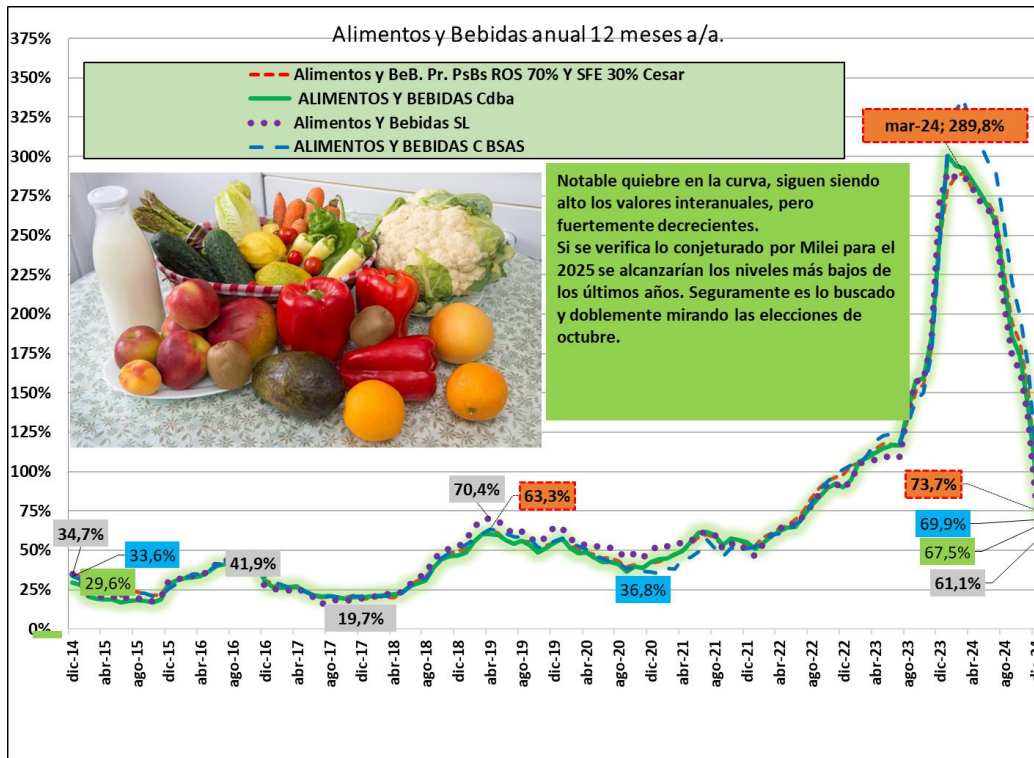 Alimentos y Bebidas anual 12 meses a/a.
Alimentos y BeB. Pr. PsBs ROS 70% Y SFE 30% Cesar
ALIMENTOS Y BEBIDAS Cdba
Alimentos Y Bebidas SL
ALIMENTOS Y BEBIDAS C BSAS
375%
350%
325%
300%
275%
250%
225%
200%
175%
150%
125%
100%
75%
50%
25%
0%
mar-24; 289,8%
Notable quiebre en la curva, siguen siendo
alto los valores interanuales, pero
fuertemente decrecientes.
Si se verifica lo conjeturado por Milei para el
2025 se alcanzarían los niveles más bajos de
los últimos años. Seguramente es lo buscado
y doblemente mirando las elecciones de
octubre.
34,7%
33,6%
29,6%
41,9%
19,7%
70,4%
63,3%
36,8%
73,7%
69,9%
67,5%
61,1%
dic-14
abr-15
ago-15
dic-15
abr-16
ago-16
dic-16
abr-17
ago-17
dic-17
abr-18
ago-18
dic-18
abr-19
ago-19
dic-19
abr-20
ago-20
dic-20
abr-21
ago-21
dic-21
abr-22
ago-22
dic-22
abr-23
ago-23
dic-23
abr-24
ago-24